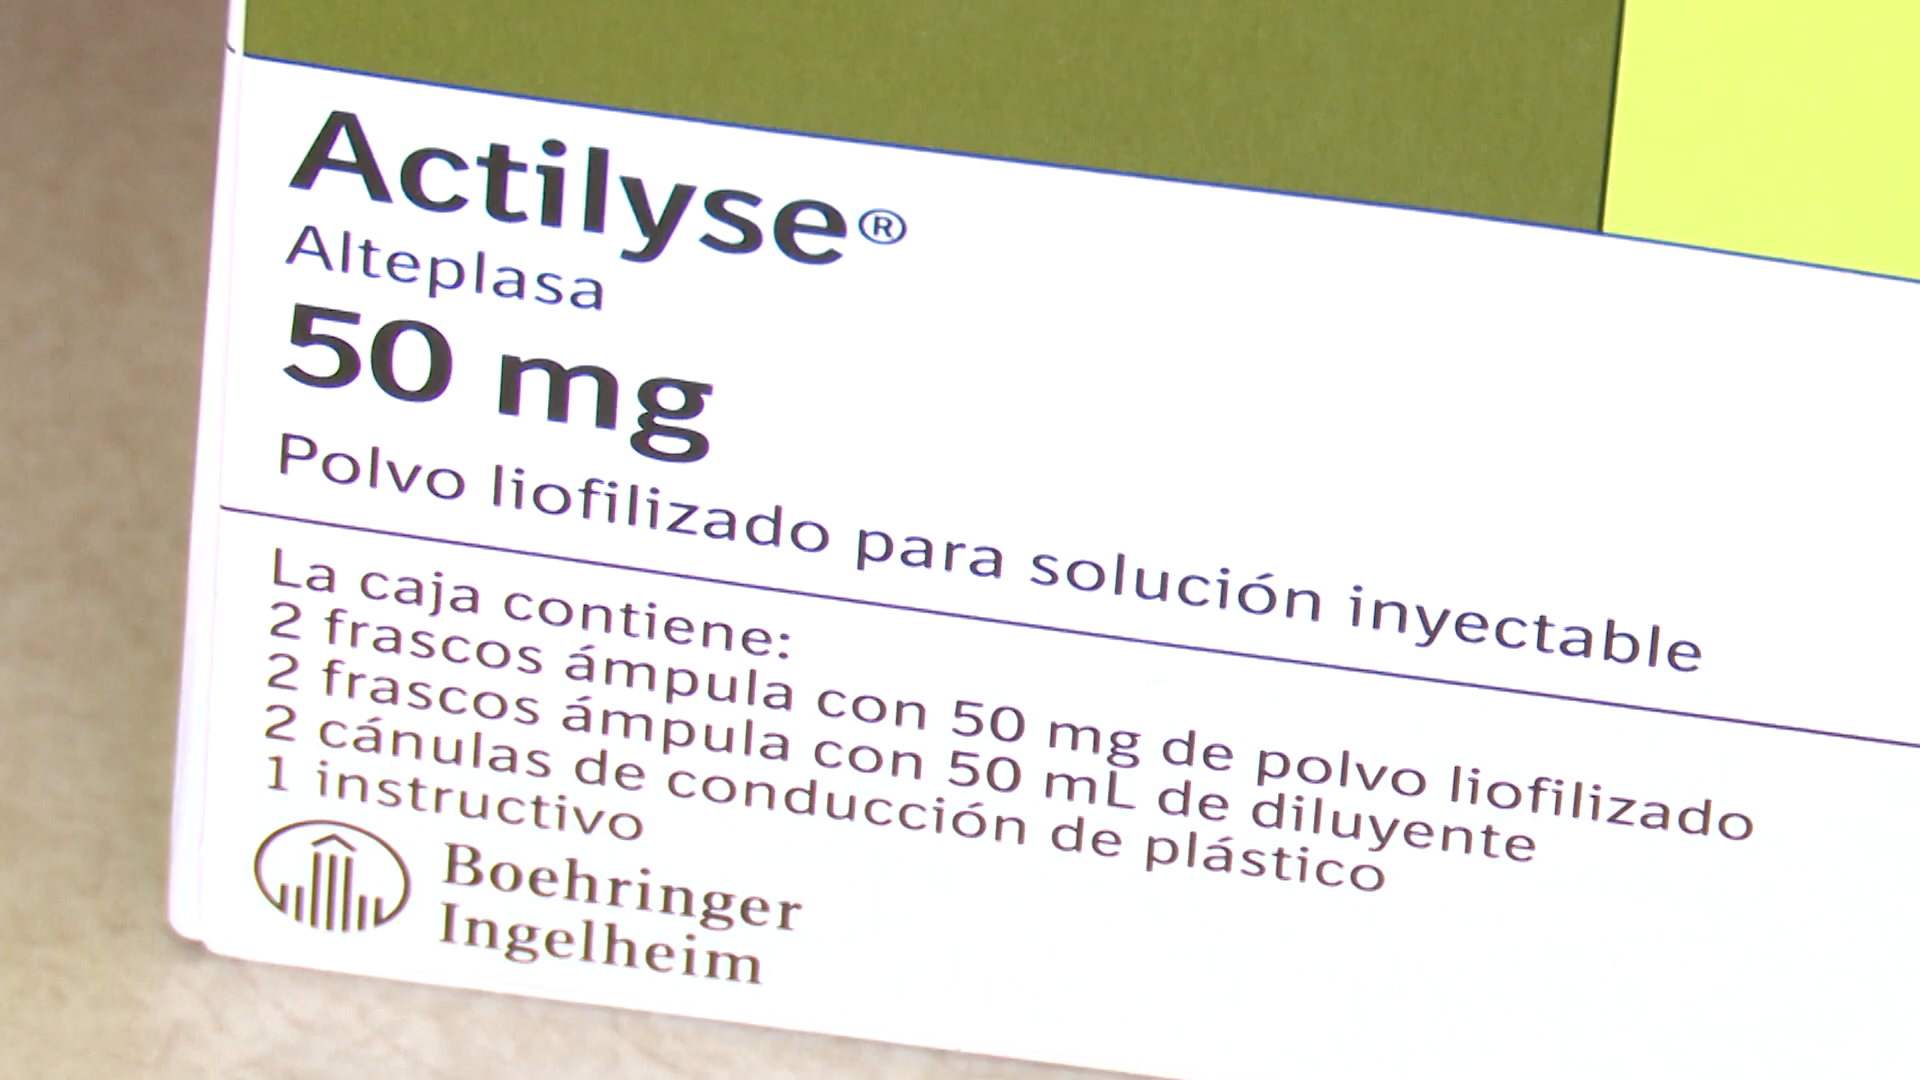 Actilyse®
Alteplasa
50 mg
Polvo liofilizado para solución inyectable
La caja contiene:
2 frascos ámpula con 50 mg de polvo liofilizado
2 frascos ámpula con 50 mL de diluyente
2 cánulas de conducción de plástico
1 instructivo
Boehringer
Ingelheim